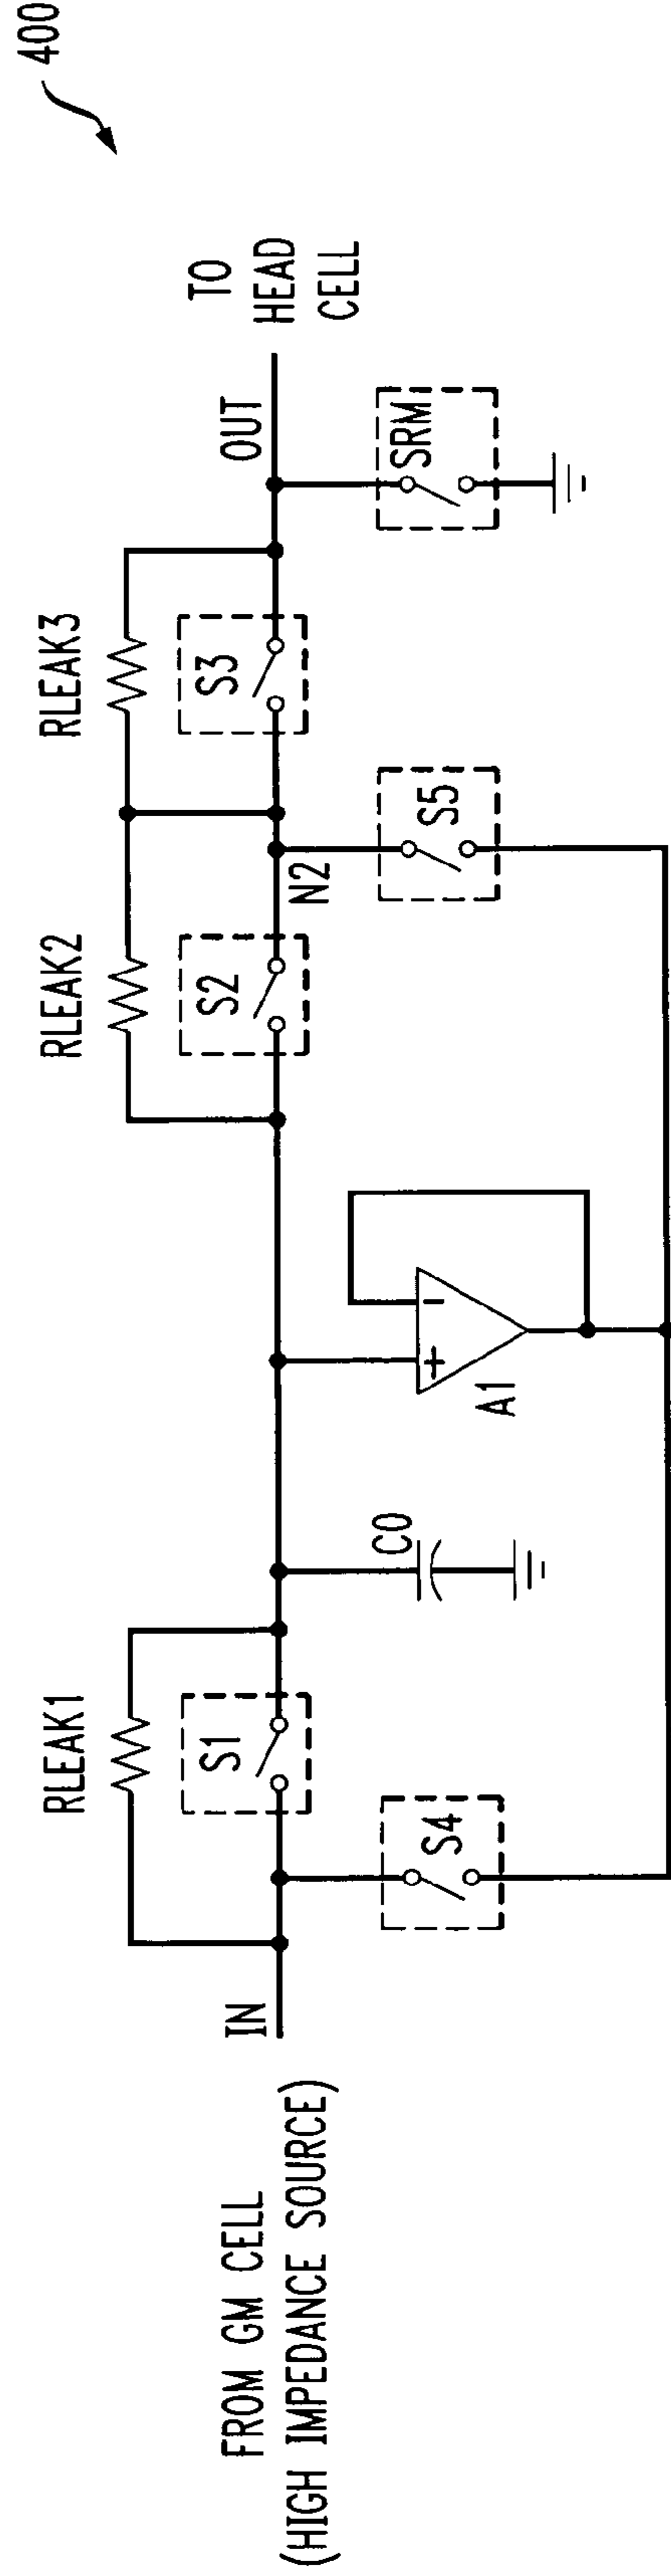 400
FROM GM CELL
(HIGH IMPEDANCE SOURCE)
IN
RLEAK1
S1
S4
C0
+
−
A1
RLEAK2
S2
N2
S5
RLEAK3
S3
OUT
SRM
TO
HEAD
CELL